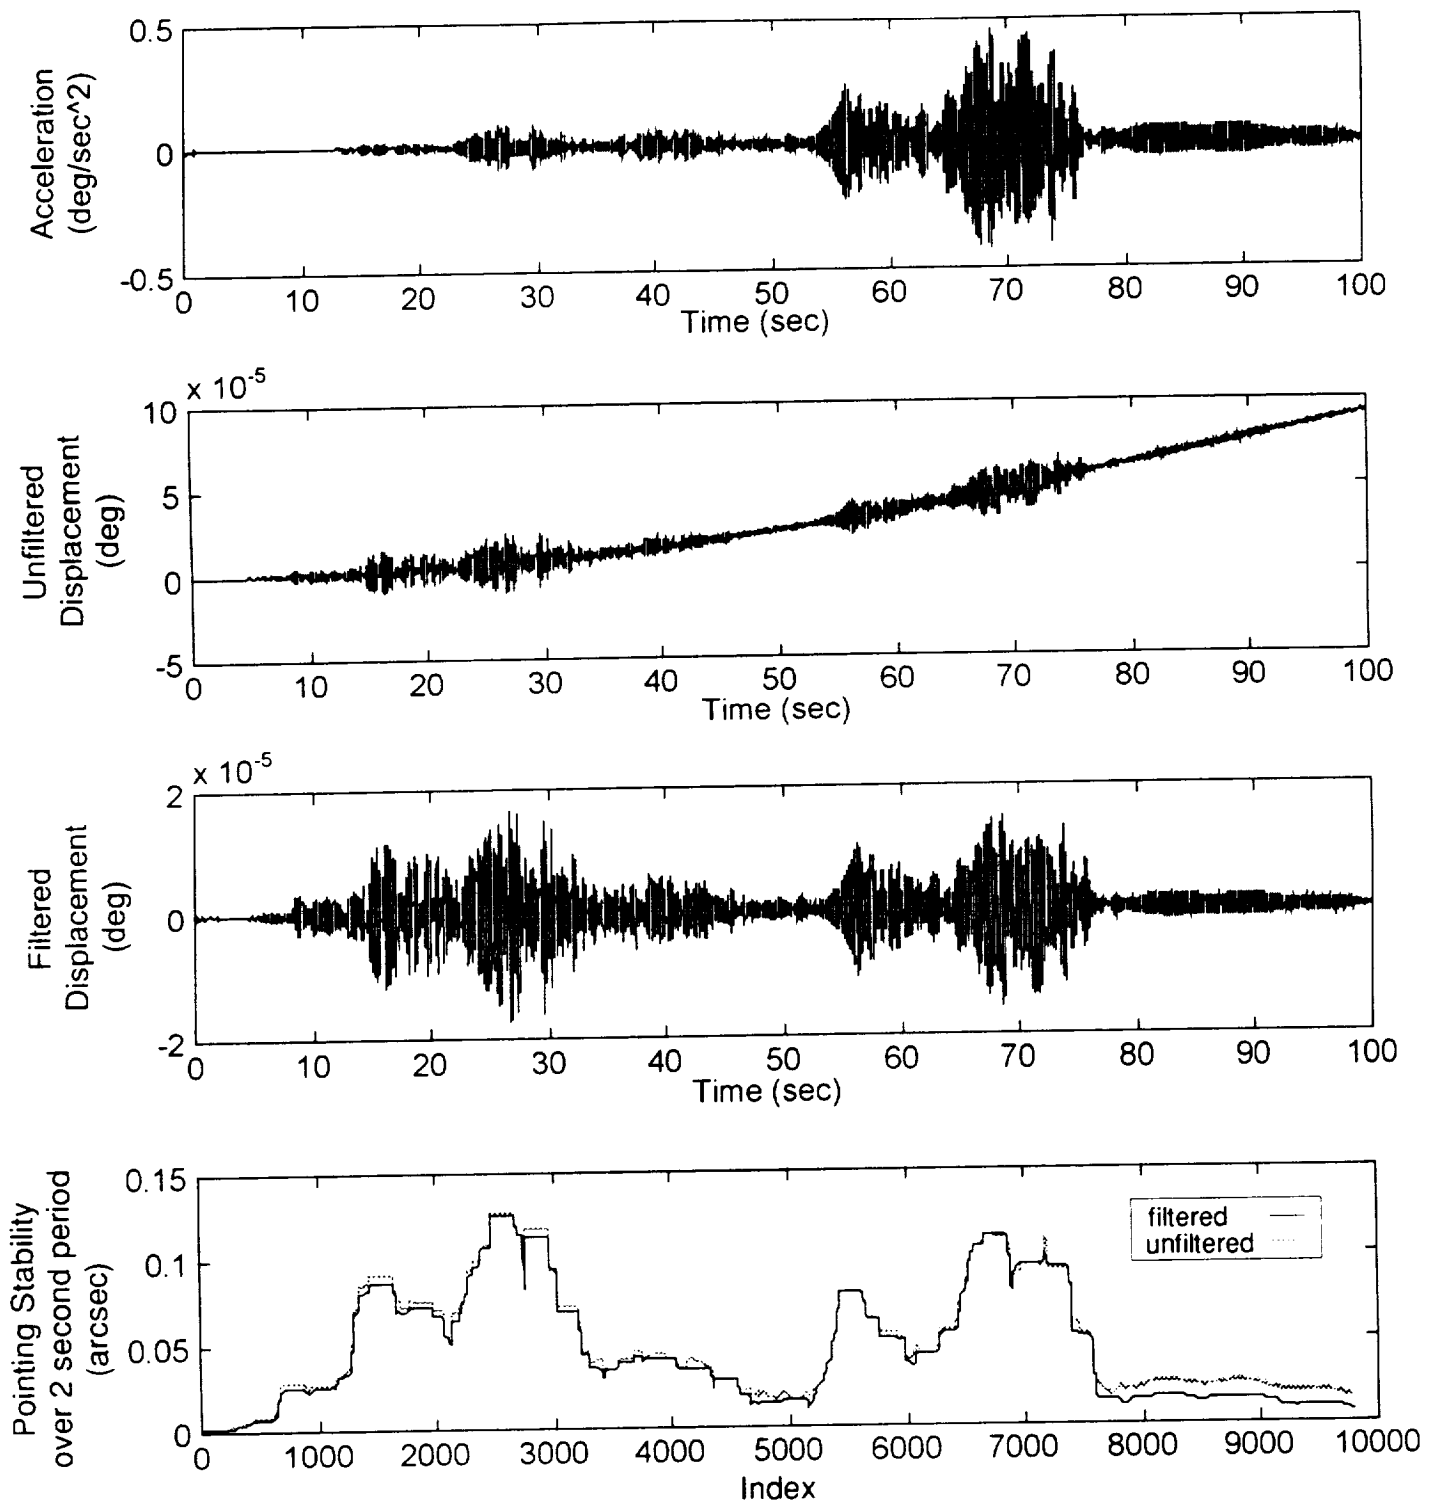 Acceleration
(deg/sec^2)
0.5
0
-0.5
0 10 20 30 40 50 60 70 80 90 100
Time (sec)
x 10-5
Unfiltered
Displacement
(deg)
10
5
0
-5
0 10 20 30 40 50 60 70 80 90 100
Time (sec)
x 10-5
Filtered
Displacement
(deg)
2
0
-2
0 10 20 30 40 50 60 70 80 90 100
Time (sec)
Pointing Stability
over 2 second period
(arcsec)
0.15
0.1
0.05
0
filtered
unfiltered
0 1000 2000 3000 4000 5000 6000 7000 8000 9000 10000
Index